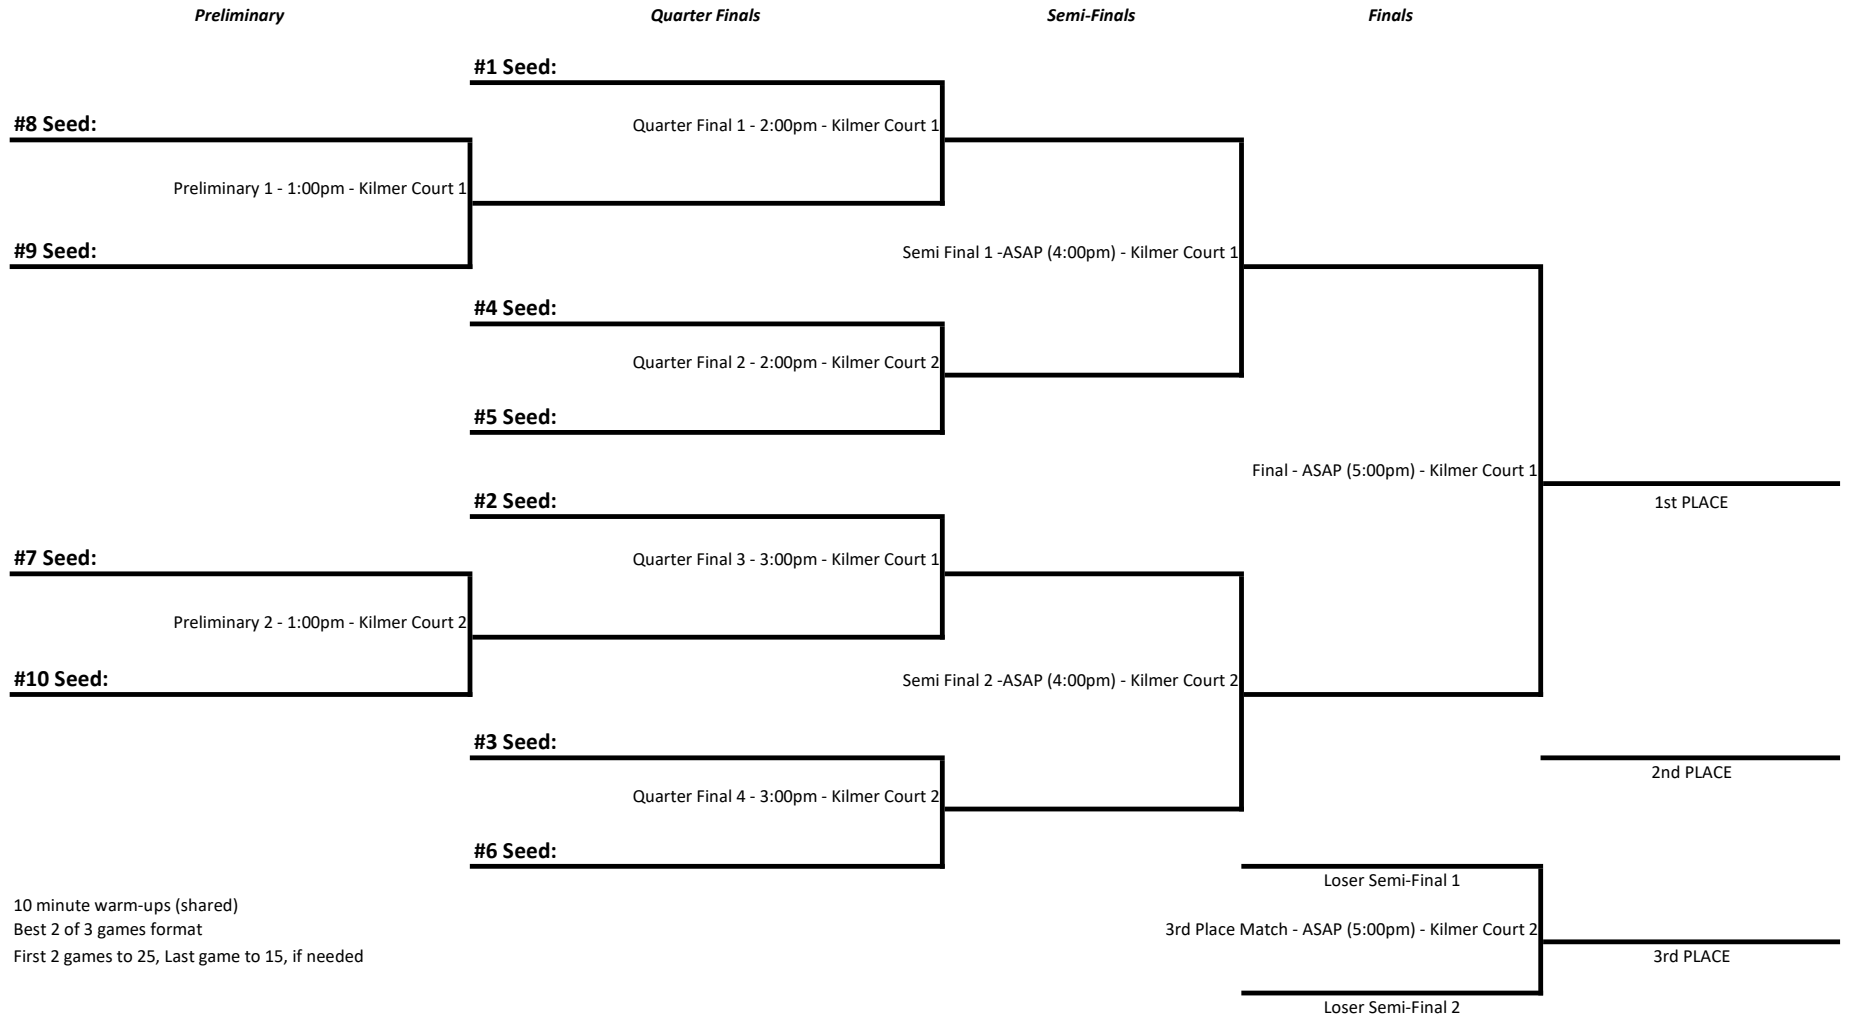 Preliminary
Quarter Finals
Semi-Finals
Finals
#1 Seed:
#8 Seed:
Quarter Final 1 - 2:00pm - Kilmer Court 1
Preliminary 1 - 1:00pm - Kilmer Court 1
#9 Seed:
Semi Final 1 -ASAP (4:00pm) - Kilmer Court 1
#4 Seed:
Quarter Final 2 - 2:00pm - Kilmer Court 2
#5 Seed:
Final - ASAP (5:00pm) - Kilmer Court 1
1st PLACE
#2 Seed:
#7 Seed:
Quarter Final 3 - 3:00pm - Kilmer Court 1
Preliminary 2 - 1:00pm - Kilmer Court 2
#10 Seed:
Semi Final 2 -ASAP (4:00pm) - Kilmer Court 2
#3 Seed:
2nd PLACE
Quarter Final 4 - 3:00pm - Kilmer Court 2
#6 Seed:
Loser Semi-Final 1
10 minute warm-ups (shared)
Best 2 of 3 games format
3rd Place Match - ASAP (5:00pm) - Kilmer Court 2
First 2 games to 25, Last game to 15, if needed
3rd PLACE
Loser Semi-Final 2